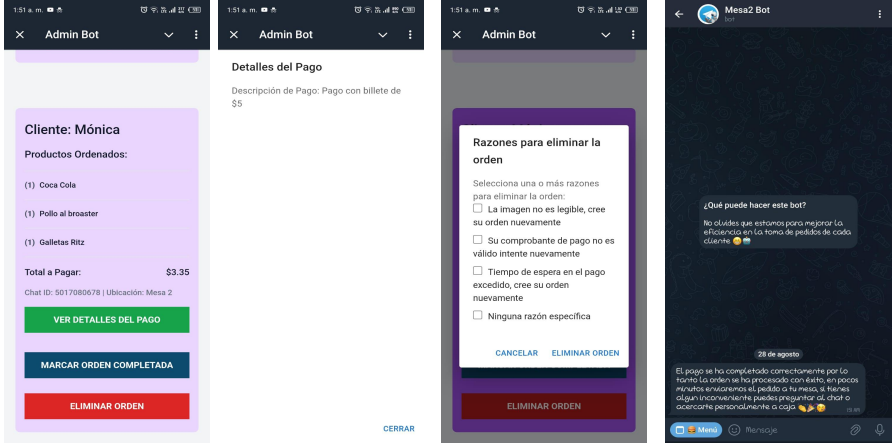 1:51 a. m.
Admin Bot
Cliente: Mónica
Productos Ordenados:
(1) Coca Cola
(1) Pollo al broaster
(1) Galletas Ritz
Total a Pagar: $3.35
Chat ID: 5017080678 | Ubicación: Mesa 2
VER DETALLES DEL PAGO
MARCAR ORDEN COMPLETADA
ELIMINAR ORDEN
1:51 a. m.
Admin Bot
Detalles del Pago
Descripción de Pago: Pago con billete de
$5
CERRAR
1:51 a. m.
Admin Bot
Razones para eliminar la
orden
Selecciona una o más razones
para eliminar la orden:
La imagen no es legible, cree
su orden nuevamente
Su comprobante de pago no es
válido intente nuevamente
Tiempo de espera en el pago
excedido, cree su orden
nuevamente
Ninguna razón específica
CANCELAR ELIMINAR ORDEN
ELIMINAR ORDEN
Mesa2 Bot
bot
¿Qué puede hacer este bot?
No olvides que estamos para mejorar la
eficiencia en la toma de pedidos de cada
cliente
28 de agosto
El pago se ha completado correctamente por lo
tanto la orden se ha procesado con éxito, en pocos
minutos enviaremos el pedido a tu mesa, si tienes
algun inconveniente puedes preguntar al chat o
acercarte personalmente a caja
Menú Mensaje